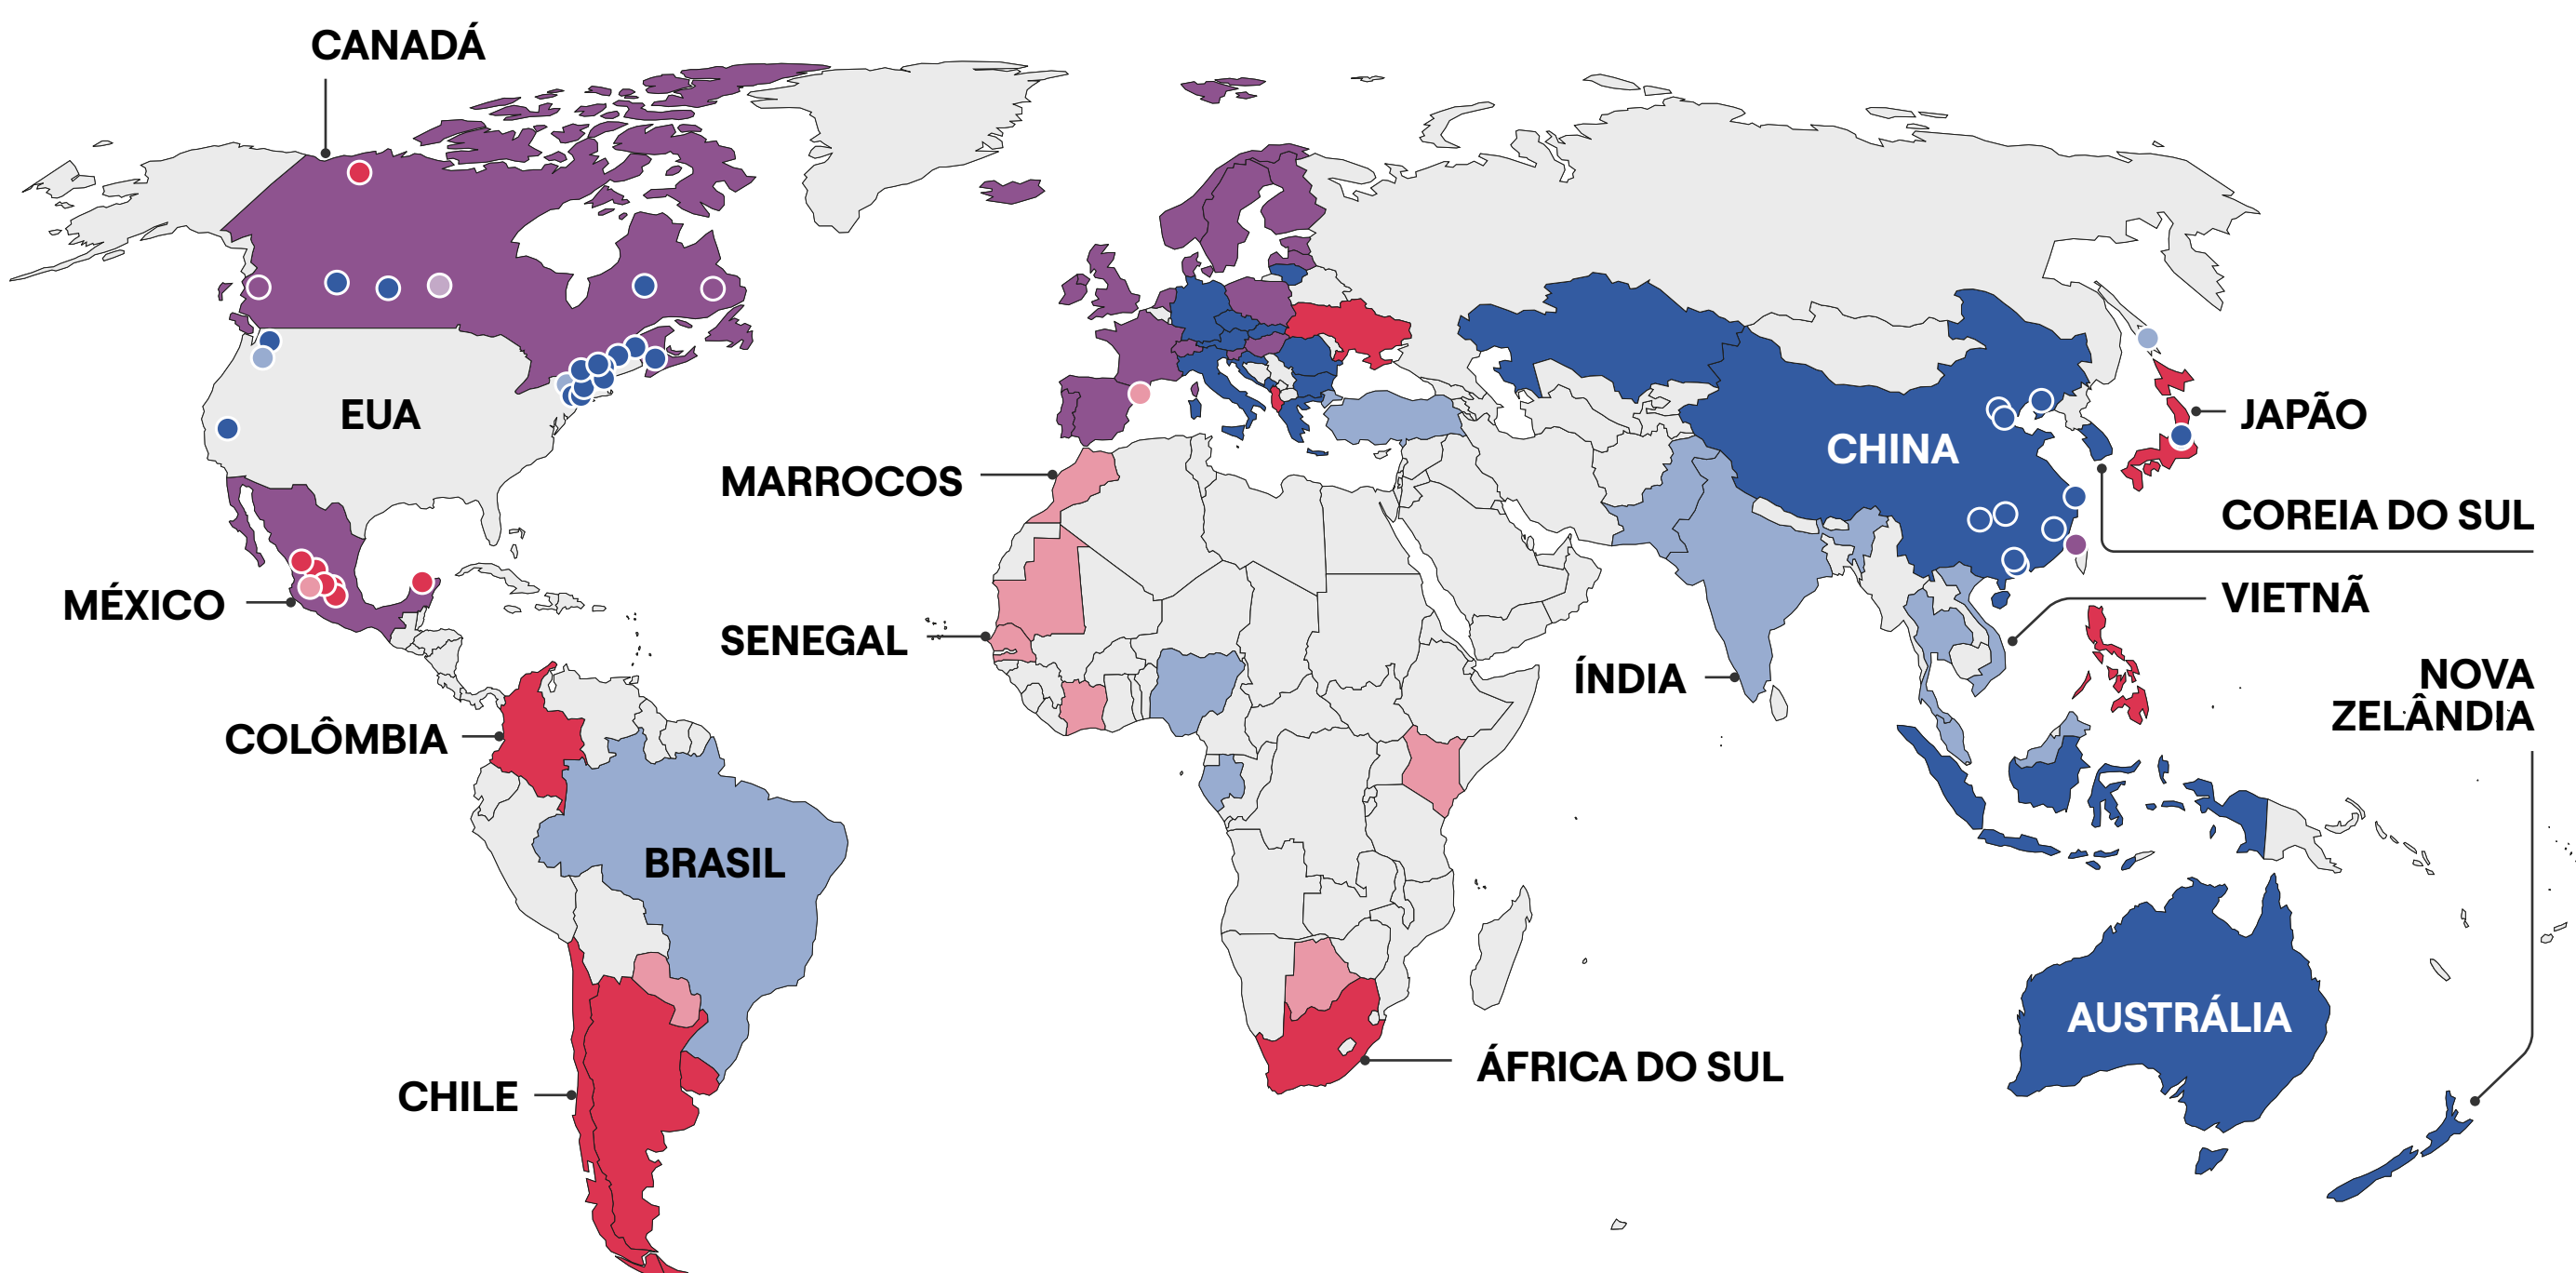 CANADÁ
EUA
MÉXICO
COLÔMBIA
BRASIL
CHILE
MARROCOS
SENEGAL
ÁFRICA DO SUL
ÍNDIA
CHINA
JAPÃO
COREIA DO SUL
VIETNÃ
NOVA
ZELÂNDIA
AUSTRÁLIA